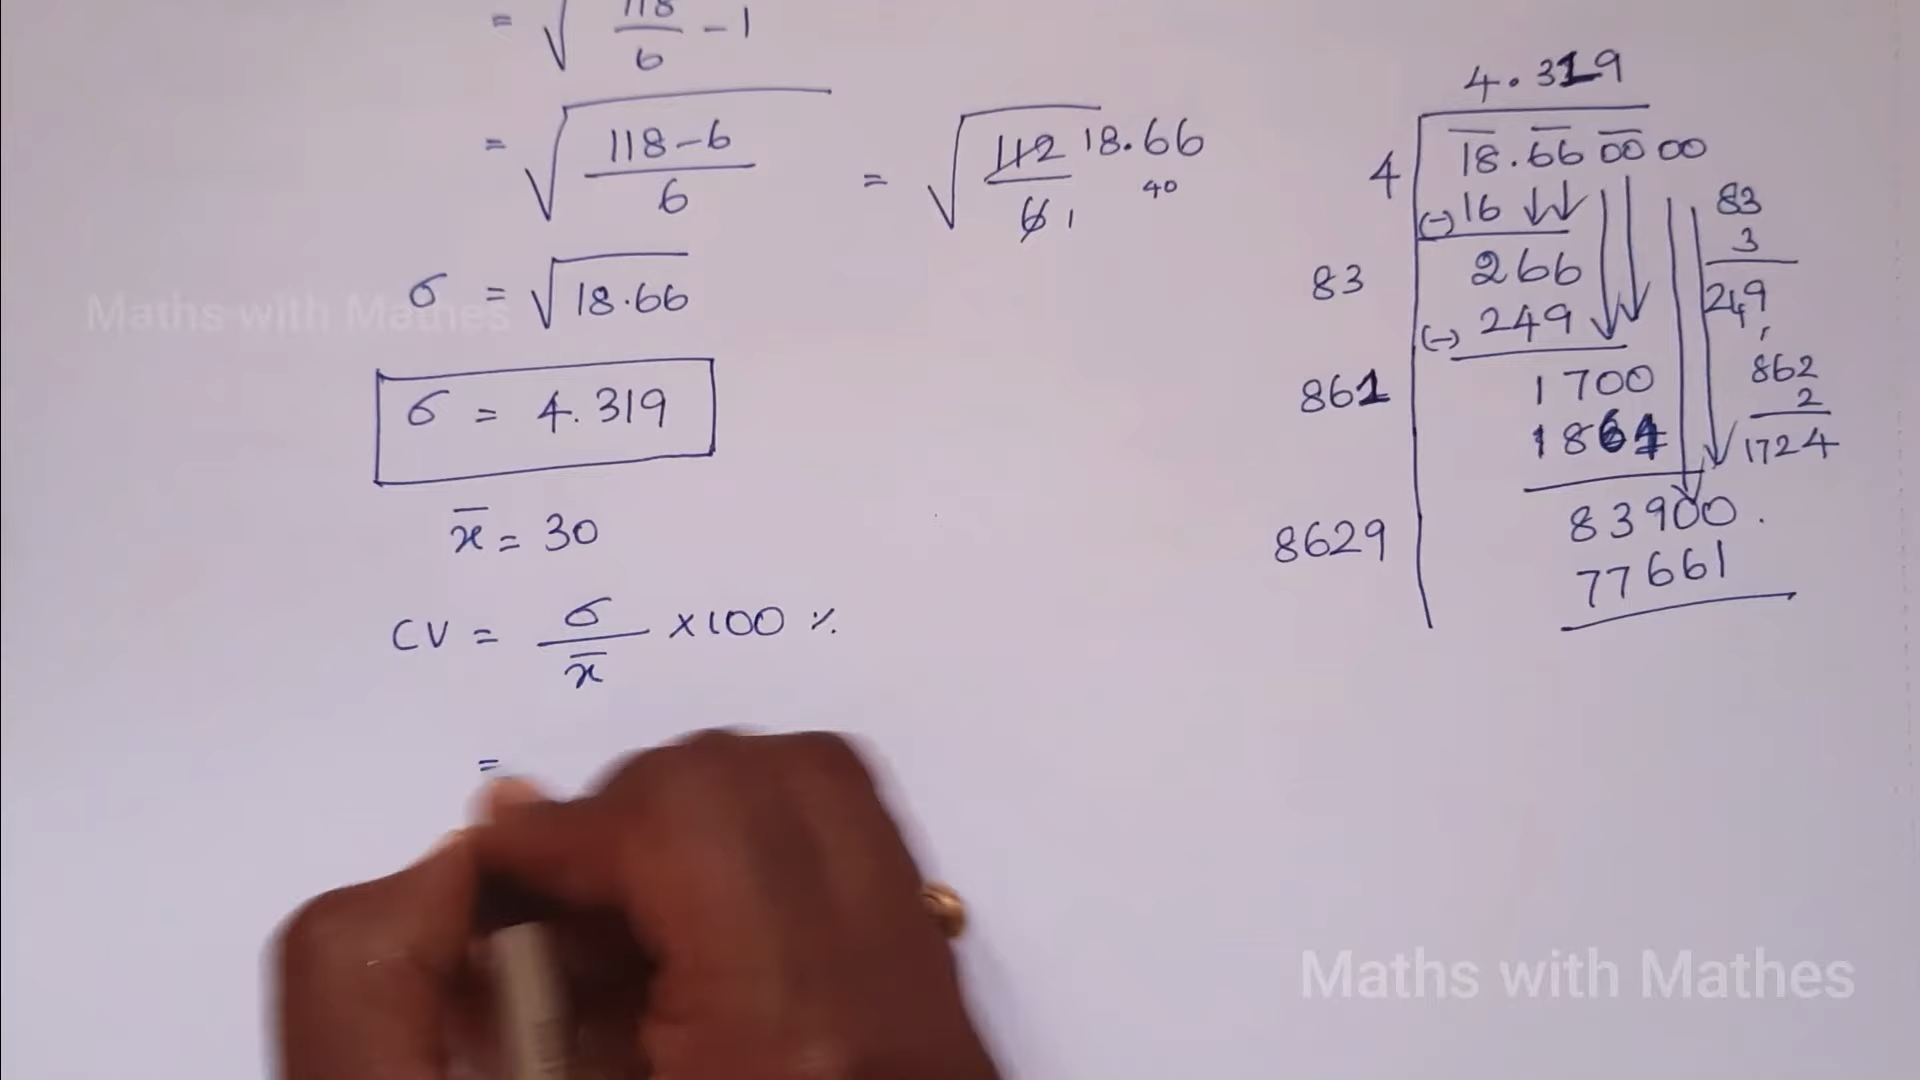 = √ 118/6 - 1
= √ (118-6)/6 = √ 112/6 1 18.66 40
σ = √18.66
σ = 4.319
x̄ = 30
CV = σ/x̄ ×100 %
=
4.319
4 18.66 00 00
(-) 16
83 266
(-) 249
861 1700
1861
8629 83900.
77661
83
3
249
862
2
1724
Maths with Mathes
Maths with Mathes